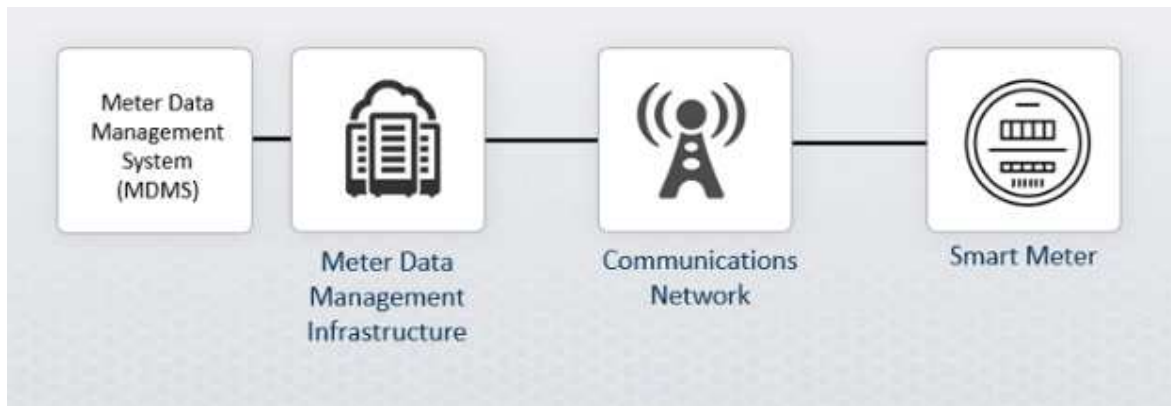 Meter Data
Management
System
(MDMS)
Meter Data
Management
Infrastructure
Communications
Network
Smart Meter